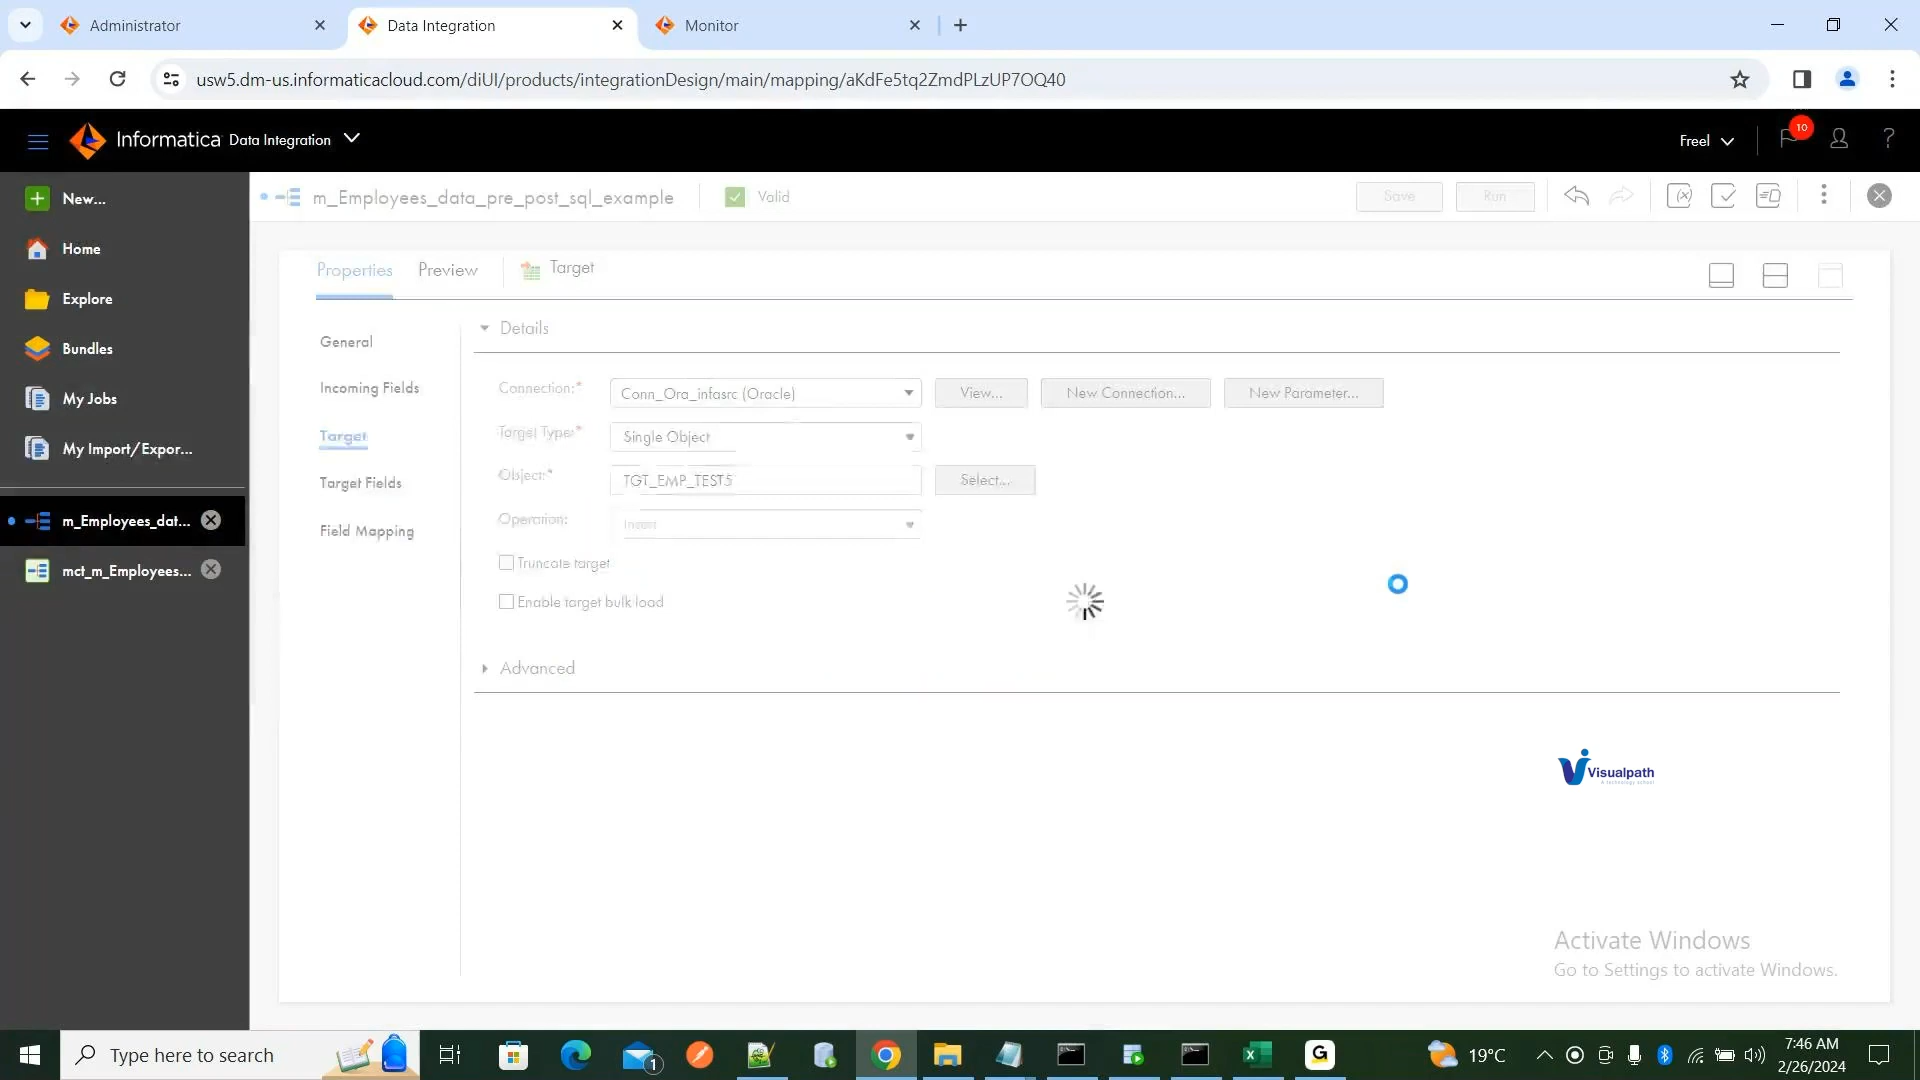 Administrator
Data Integration
Monitor
usw5.dm-us.informaticacloud.com/diUI/products/integrationDesign/main/mapping/aKdFe5tq2ZmdPLzUP7OQ40
Informatica Data Integration
Freel
10
?
New...
Home
Explore
Bundles
My Jobs
My Import/Expor...
m_Employees_dat...
mct_m_Employees...
m_Employees_data_pre_post_sql_example
Valid
Save
Run
Properties
Preview
Target
General
Incoming Fields
Target
Target Fields
Field Mapping
Details
Connection:*
Conn_Ora_infasrc (Oracle)
View...
New Connection...
New Parameter...
Target Type:*
Single Object
Object:*
TGT_EMP_TEST5
Select...
Operation:
Insert
Truncate target
Enable target bulk load
Advanced
Visualpath
Activate Windows
Go to Settings to activate Windows.
Type here to search
1
G
19°C
7:46 AM
2/26/2024